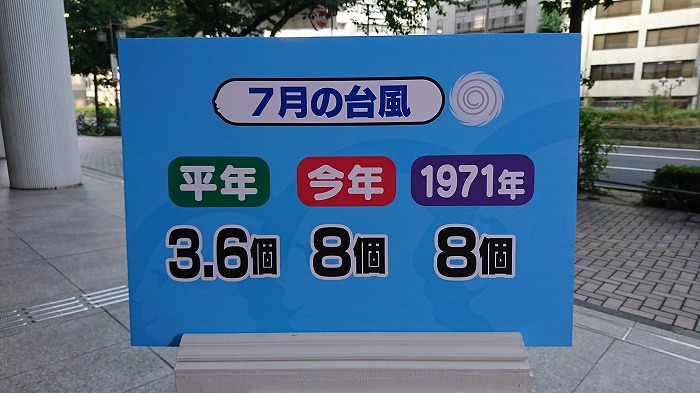 7月の台風
平年 今年 1971年
3.6個 8個 8個